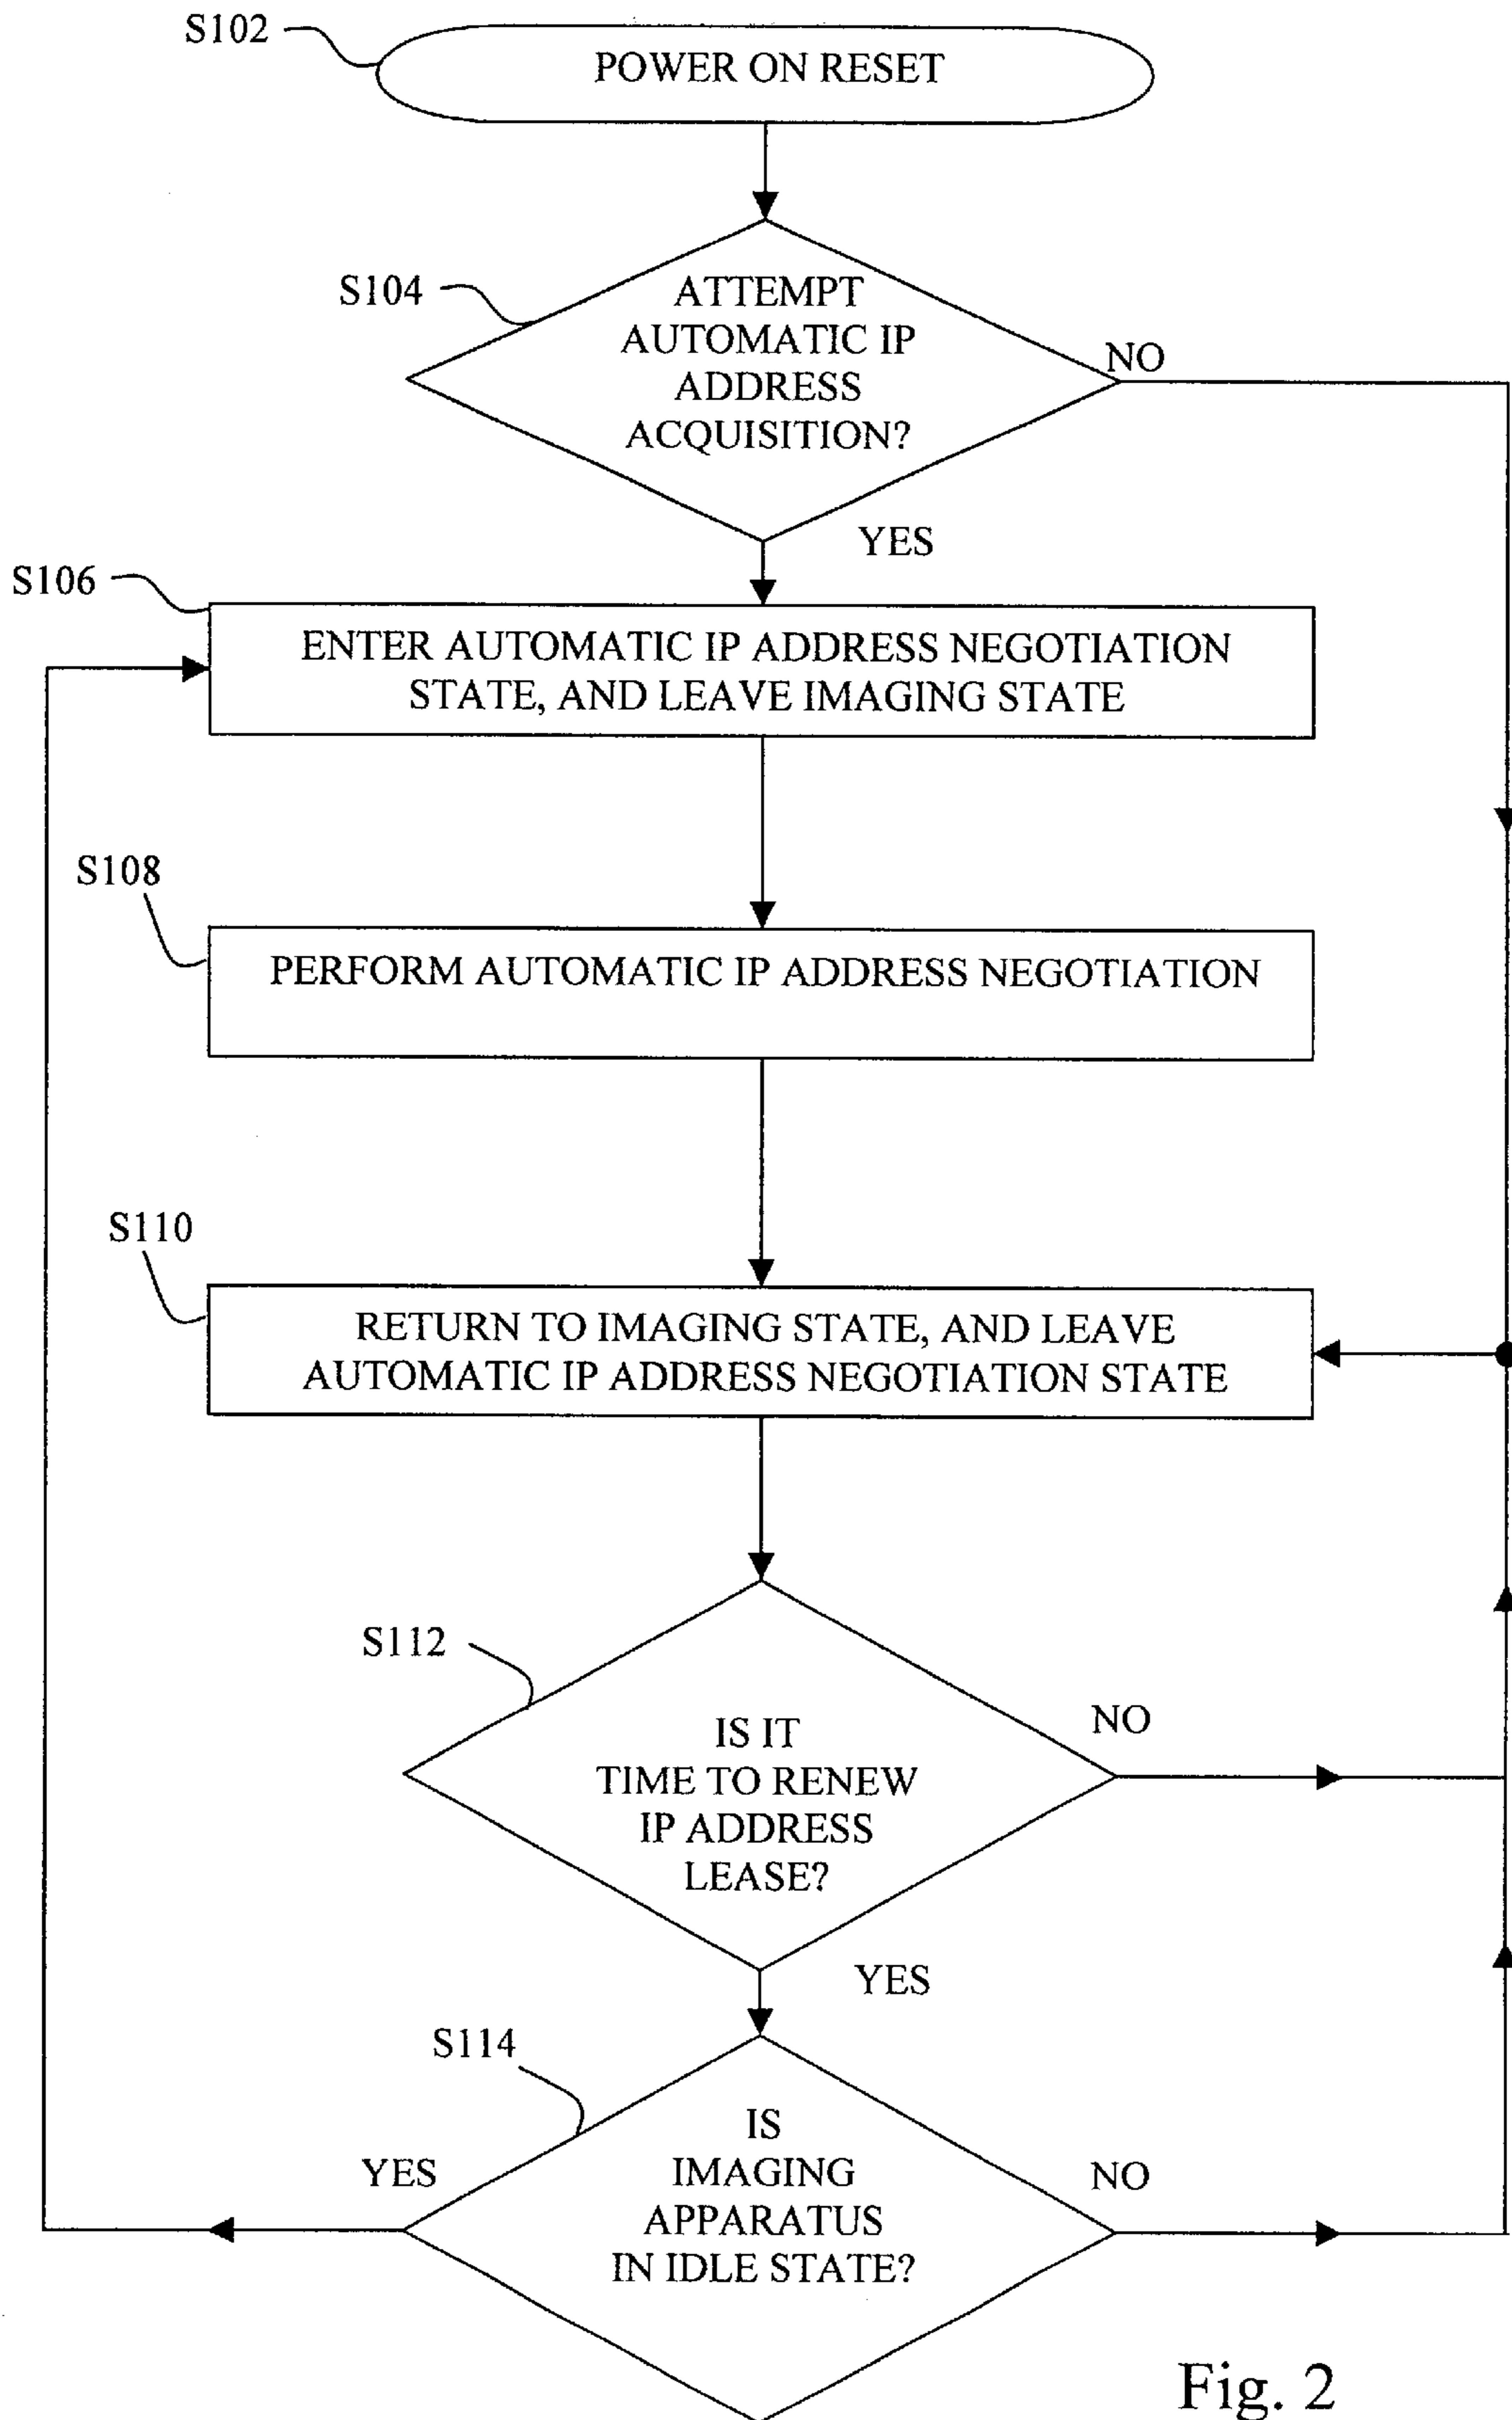 S102
POWER ON RESET
S104
ATTEMPT
AUTOMATIC IP
ADDRESS
ACQUISITION?
NO
YES
S106
ENTER AUTOMATIC IP ADDRESS NEGOTIATION
STATE, AND LEAVE IMAGING STATE
S108
PERFORM AUTOMATIC IP ADDRESS NEGOTIATION
S110
RETURN TO IMAGING STATE, AND LEAVE
AUTOMATIC IP ADDRESS NEGOTIATION STATE
S112
IS IT
TIME TO RENEW
IP ADDRESS
LEASE?
NO
YES
S114
IS
IMAGING
APPARATUS
IN IDLE STATE?
YES
NO
Fig. 2